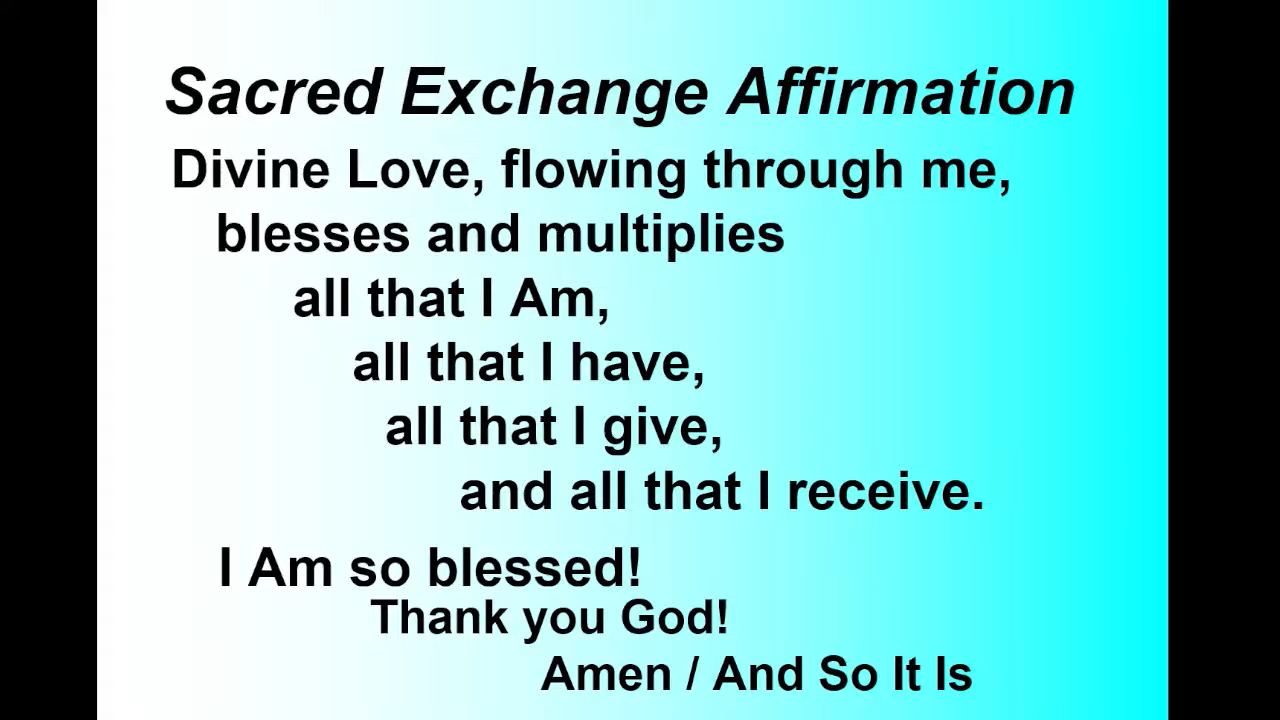 Sacred Exchange Affirmation
Divine Love, flowing through me,
blesses and multiplies
all that I Am,
all that I have,
all that I give,
and all that I receive.
I Am so blessed!
Thank you God!
Amen / And So It Is